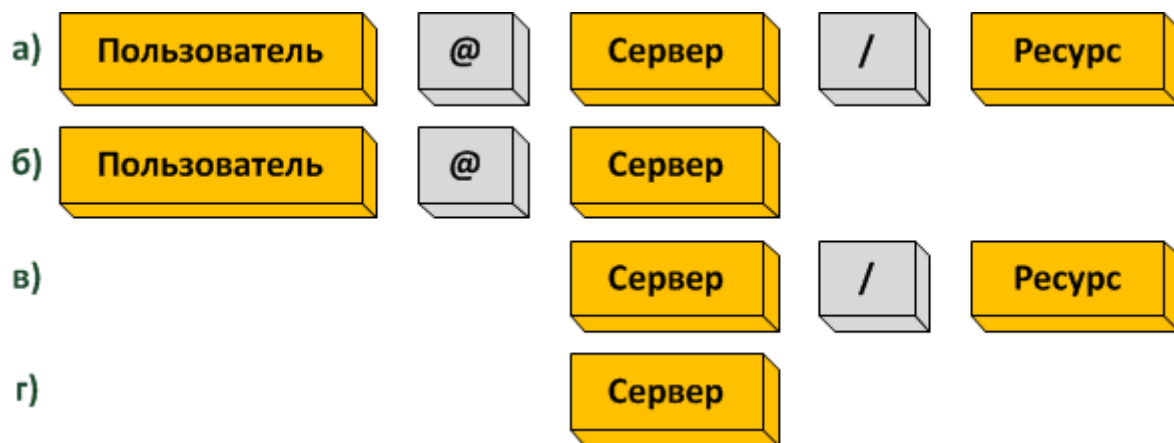 а) Пользователь @ Сервер / Ресурс
б) Пользователь @ Сервер
в) Сервер / Ресурс
г) Сервер